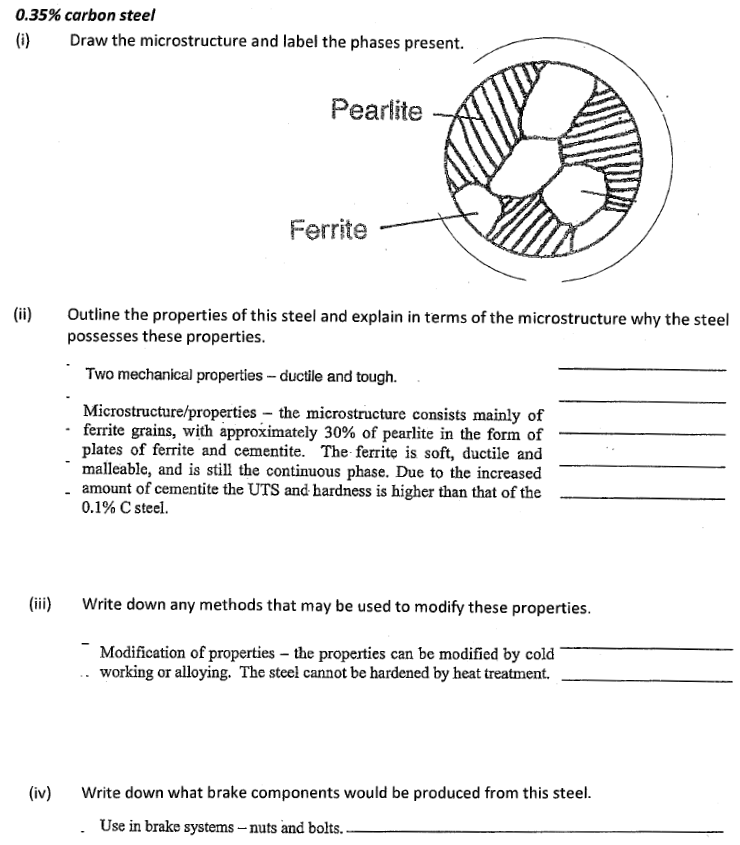 0.35% carbon steel
(i) Draw the microstructure and label the phases present.
Pearlite
Ferrite
(ii) Outline the properties of this steel and explain in terms of the microstructure why the steel
possesses these properties.
Two mechanical properties – ductile and tough.
Microstructure/properties – the microstructure consists mainly of
ferrite grains, with approximately 30% of pearlite in the form of
plates of ferrite and cementite. The ferrite is soft, ductile and
malleable, and is still the continuous phase. Due to the increased
amount of cementite the UTS and hardness is higher than that of the
0.1% C steel.
(iii) Write down any methods that may be used to modify these properties.
Modification of properties – the properties can be modified by cold
working or alloying. The steel cannot be hardened by heat treatment.
(iv) Write down what brake components would be produced from this steel.
Use in brake systems – nuts and bolts.